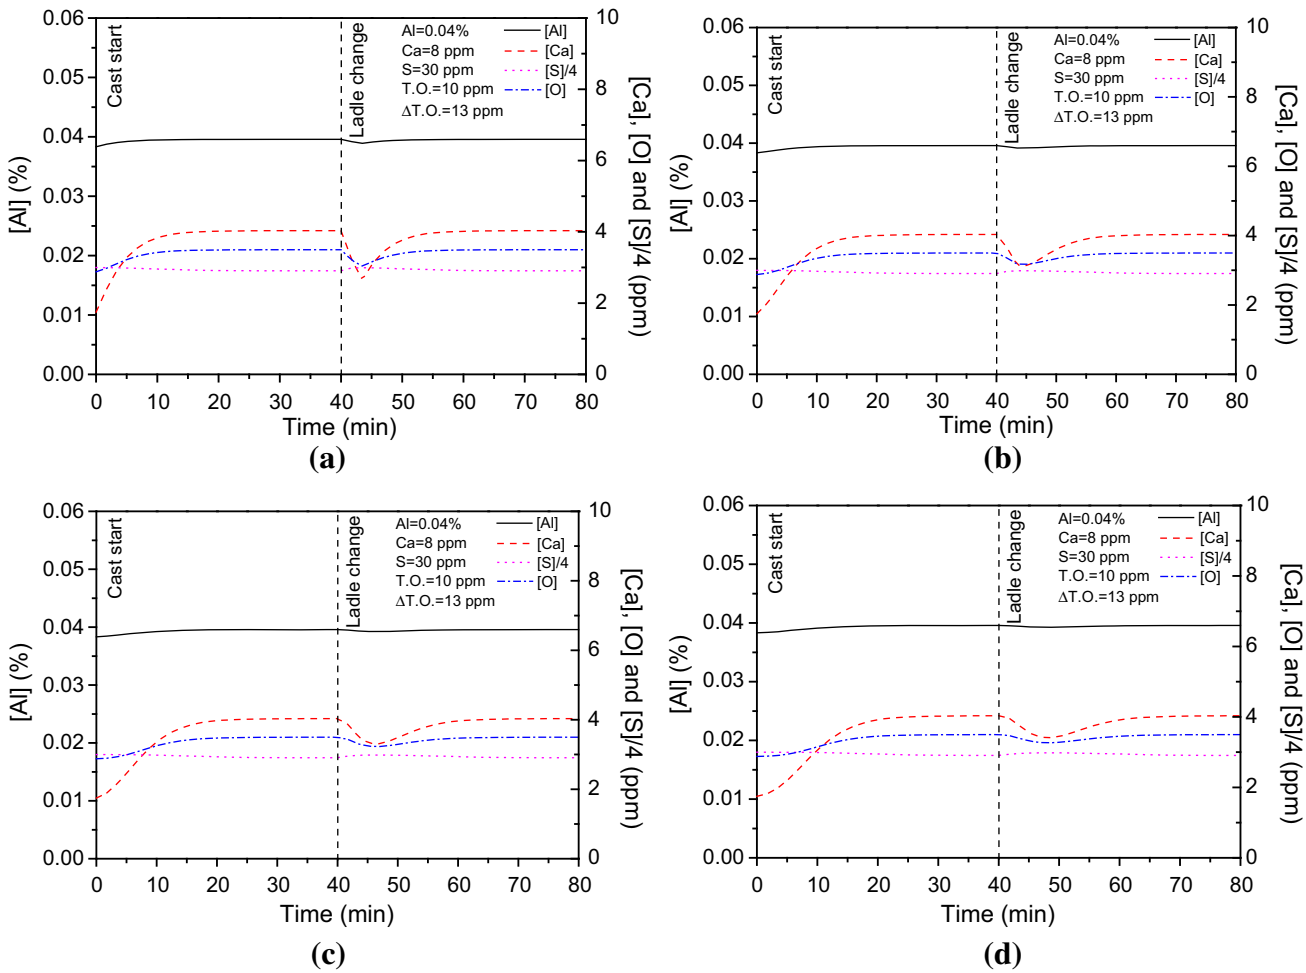 0.06
0.05
0.04
0.03
0.02
0.01
0.00
[Al] (%)
Cast start
Ladle change
Al=0.04%
Ca=8 ppm
S=30 ppm
T.O.=10 ppm
ΔT.O.=13 ppm
[Al]
[Ca]
[S]/4
[O]
10
8
6
4
2
0
[Ca], [O] and [S]/4 (ppm)
0 10 20 30 40 50 60 70 80
Time (min)
(a)
0.06
0.05
0.04
0.03
0.02
0.01
0.00
[Al] (%)
Cast start
Ladle change
Al=0.04%
Ca=8 ppm
S=30 ppm
T.O.=10 ppm
ΔT.O.=13 ppm
[Al]
[Ca]
[S]/4
[O]
10
8
6
4
2
0
[Ca], [O] and [S]/4 (ppm)
0 10 20 30 40 50 60 70 80
Time (min)
(b)
0.06
0.05
0.04
0.03
0.02
0.01
0.00
[Al] (%)
Cast start
Ladle change
Al=0.04%
Ca=8 ppm
S=30 ppm
T.O.=10 ppm
ΔT.O.=13 ppm
[Al]
[Ca]
[S]/4
[O]
10
8
6
4
2
0
[Ca], [O] and [S]/4 (ppm)
0 10 20 30 40 50 60 70 80
Time (min)
(c)
0.06
0.05
0.04
0.03
0.02
0.01
0.00
[Al] (%)
Cast start
Ladle change
Al=0.04%
Ca=8 ppm
S=30 ppm
T.O.=10 ppm
ΔT.O.=13 ppm
[Al]
[Ca]
[S]/4
[O]
10
8
6
4
2
0
[Ca], [O] and [S]/4 (ppm)
0 10 20 30 40 50 60 70 80
Time (min)
(d)